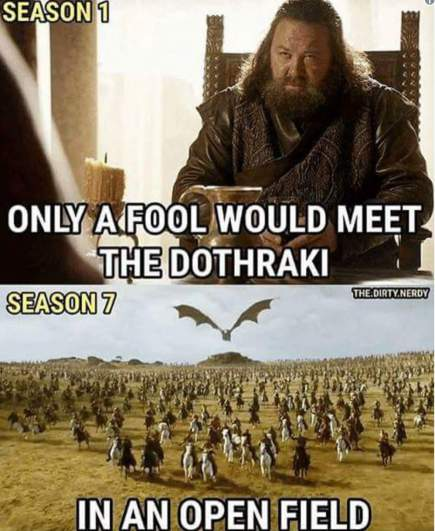 SEASON 1
ONLY A FOOL WOULD MEET
THE DOTHRAKI
SEASON 7
THE.DIRTY.NERDY
IN AN OPEN FIELD